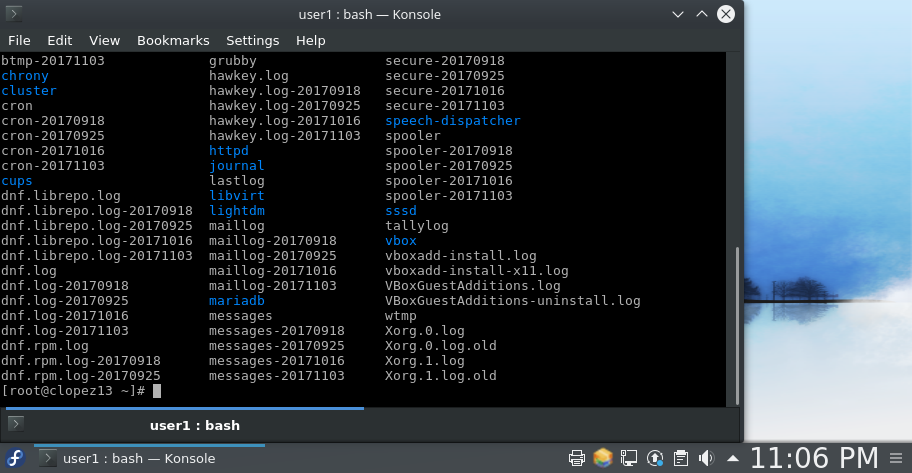 user1 : bash — Konsole
File Edit View Bookmarks Settings Help
btmp-20171103 grubby secure-20170918
chrony hawkey.log secure-20170925
cluster hawkey.log-20170918 secure-20171016
cron hawkey.log-20170925 secure-20171103
cron-20170918 hawkey.log-20171016 speech-dispatcher
cron-20170925 hawkey.log-20171103 spooler
cron-20171016 httpd spooler-20170918
cron-20171103 journal spooler-20170925
cups lastlog spooler-20171016
dnf.librepo.log libvirt spooler-20171103
dnf.librepo.log-20170918 lightdm sssd
dnf.librepo.log-20170925 maillog tallylog
dnf.librepo.log-20171016 maillog-20170918 vbox
dnf.librepo.log-20171103 maillog-20170925 vboxadd-install.log
dnf.log maillog-20171016 vboxadd-install-x11.log
dnf.log-20170918 maillog-20171103 VBoxGuestAdditions.log
dnf.log-20170925 mariadb VBoxGuestAdditions-uninstall.log
dnf.log-20171016 messages wtmp
dnf.log-20171103 messages-20170918 Xorg.0.log
dnf.rpm.log messages-20170925 Xorg.0.log.old
dnf.rpm.log-20170918 messages-20171016 Xorg.1.log
dnf.rpm.log-20170925 messages-20171103 Xorg.1.log.old
[root@clopez13 ~]#
user1 : bash
user1 : bash — Konsole
11:06 PM